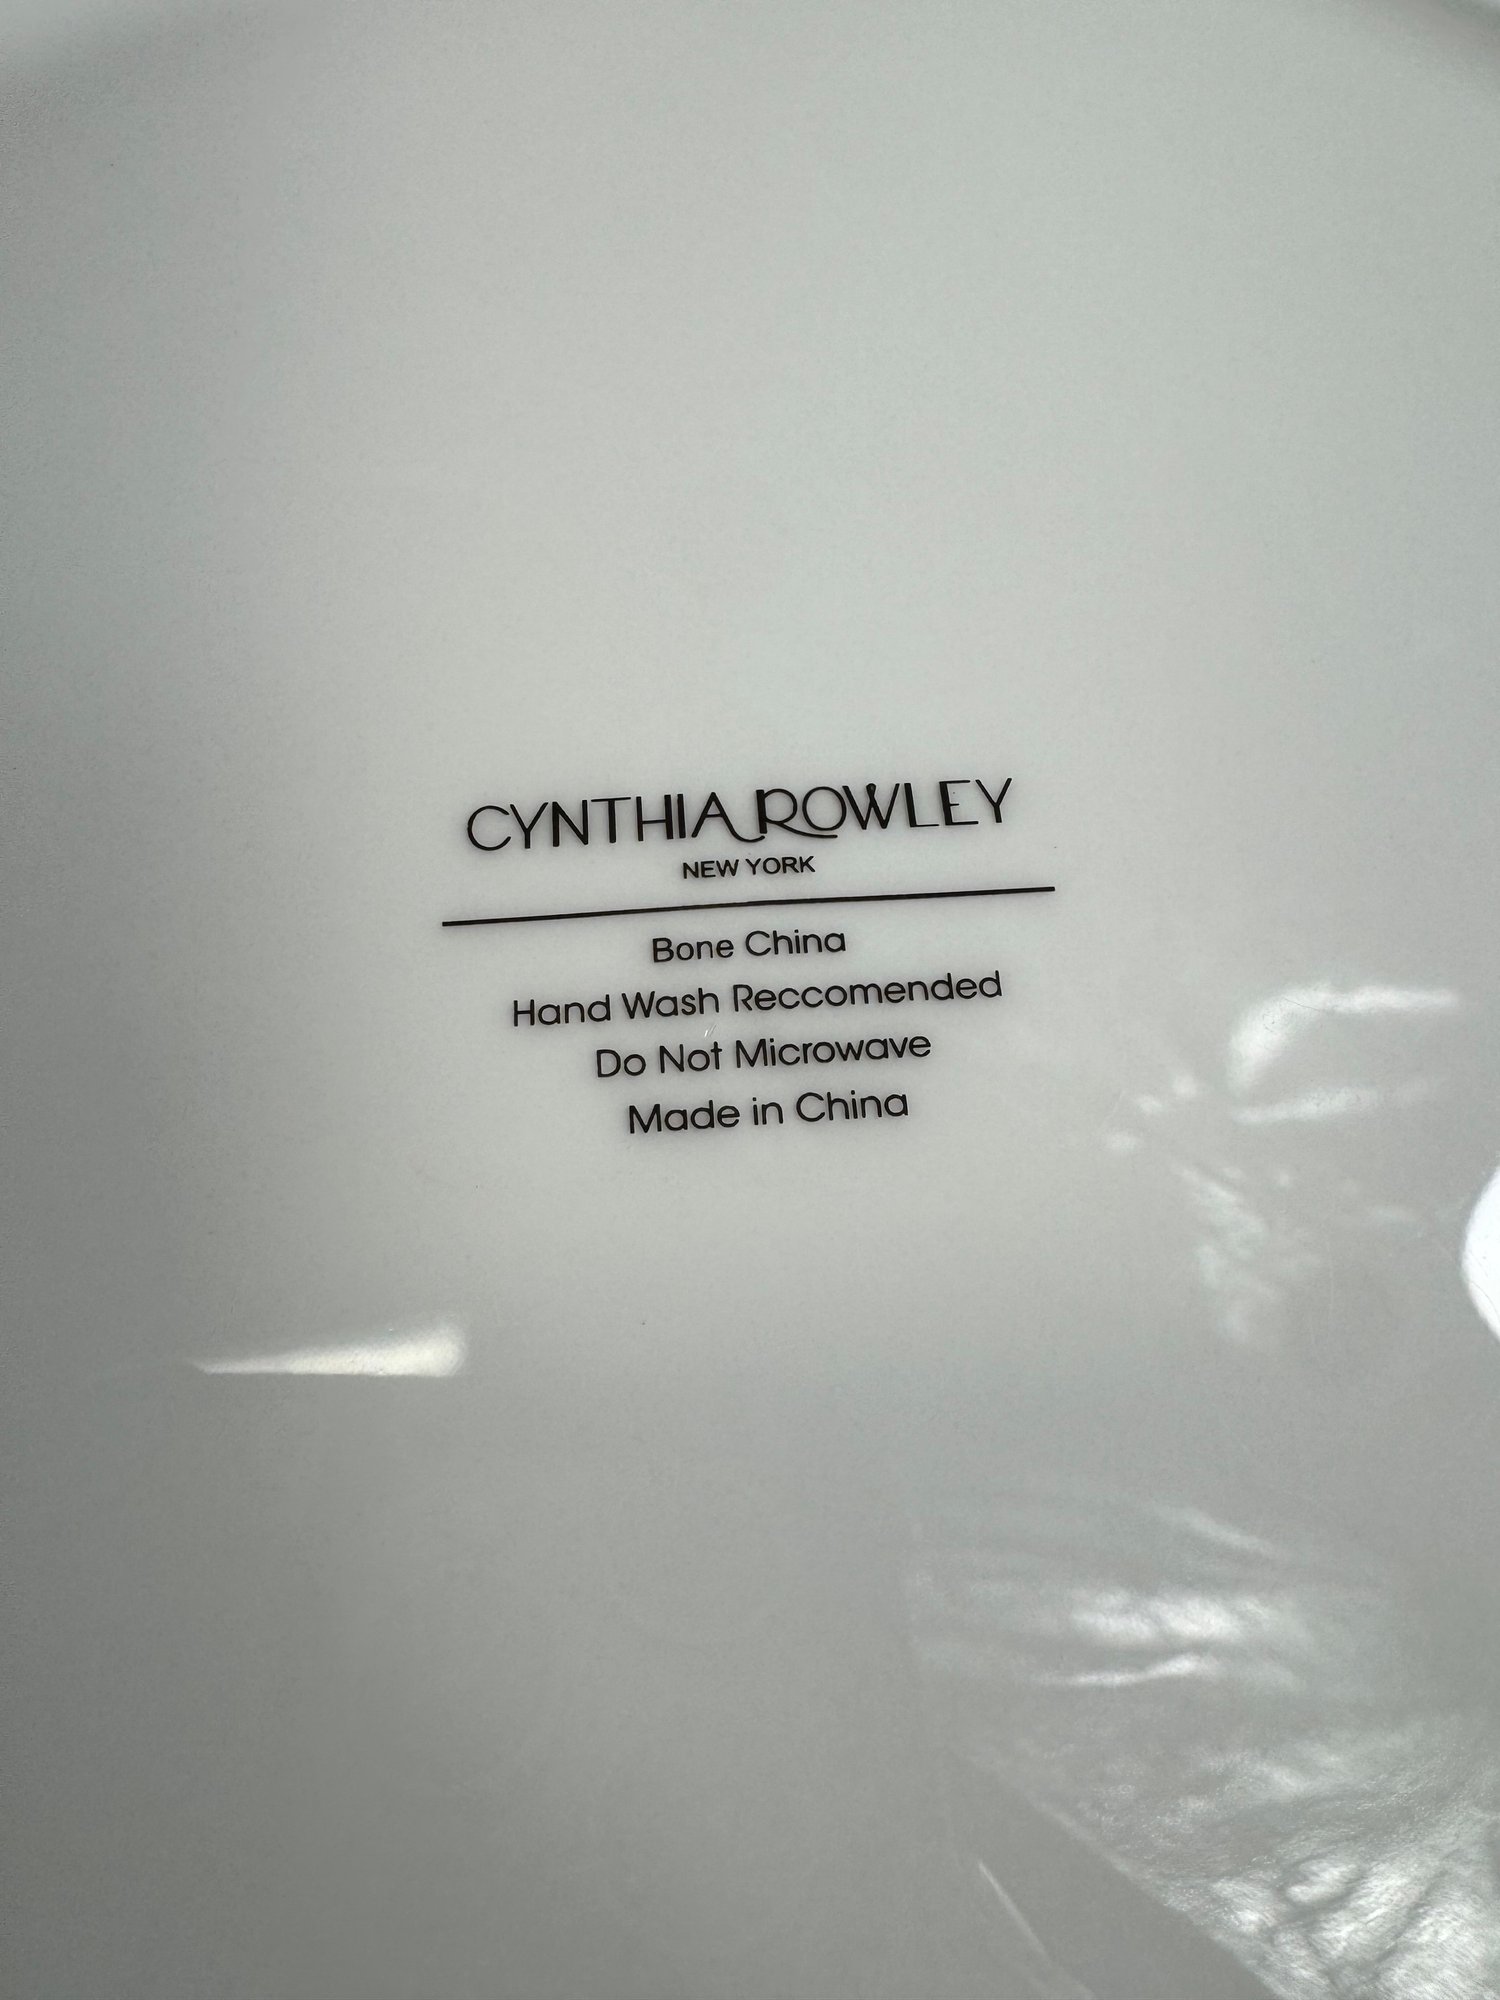 CYNTHIA ROWLEY
NEW YORK
Bone China
Hand Wash Reccomended
Do Not Microwave
Made in China